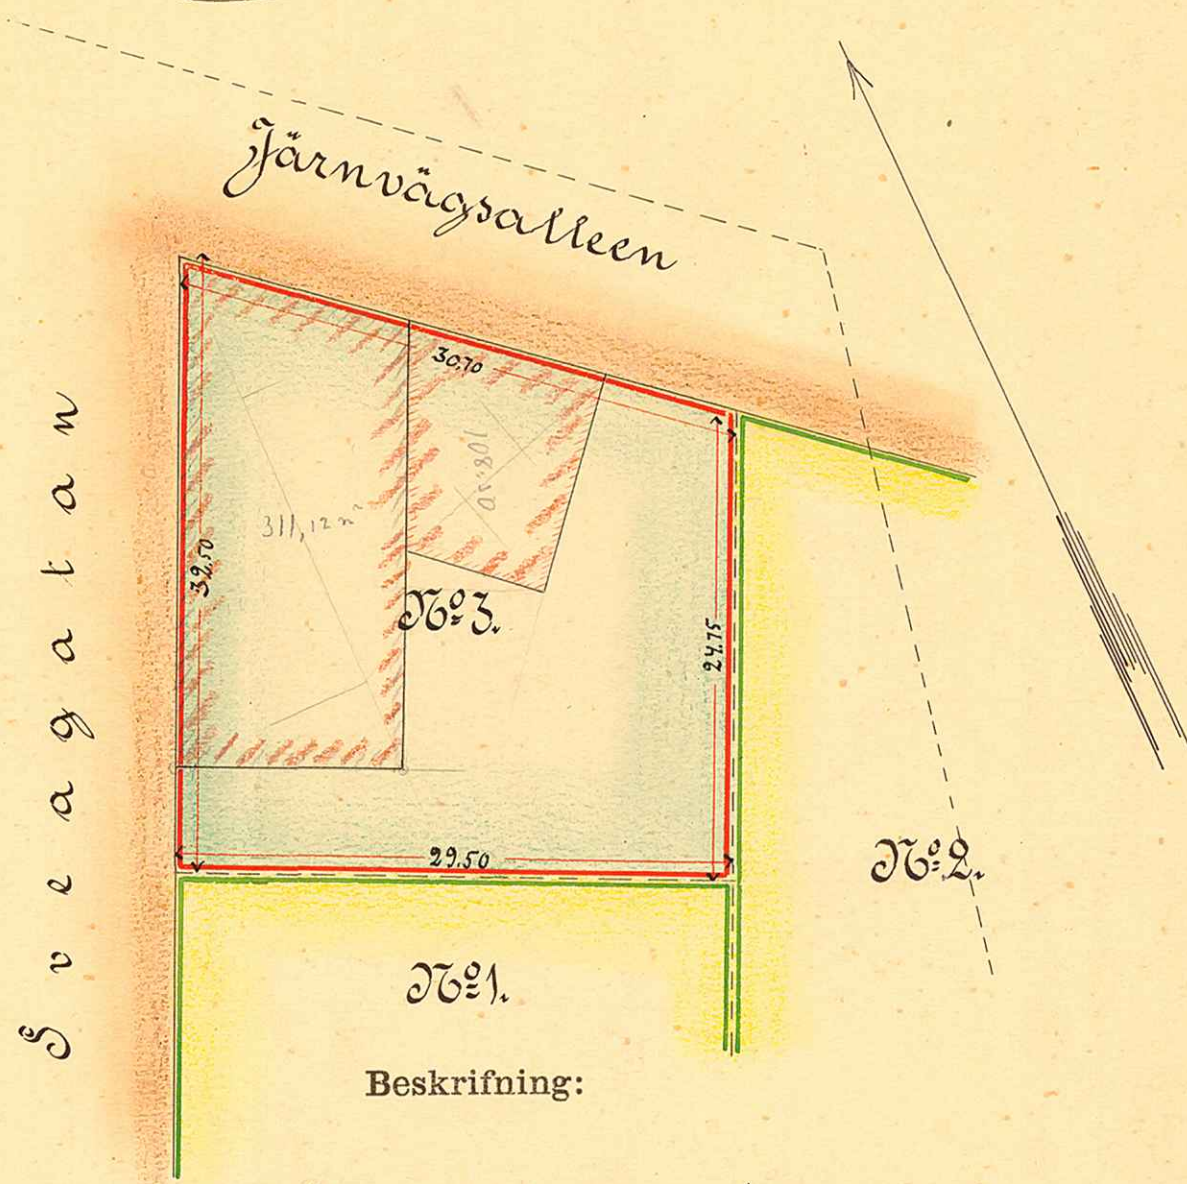 Järnvägsalleen
30,70
108,50
311,12 m²
Sveagatan
32,50
No 3.
24,75
29,50
No 2.
No 1.
Beskrifning: